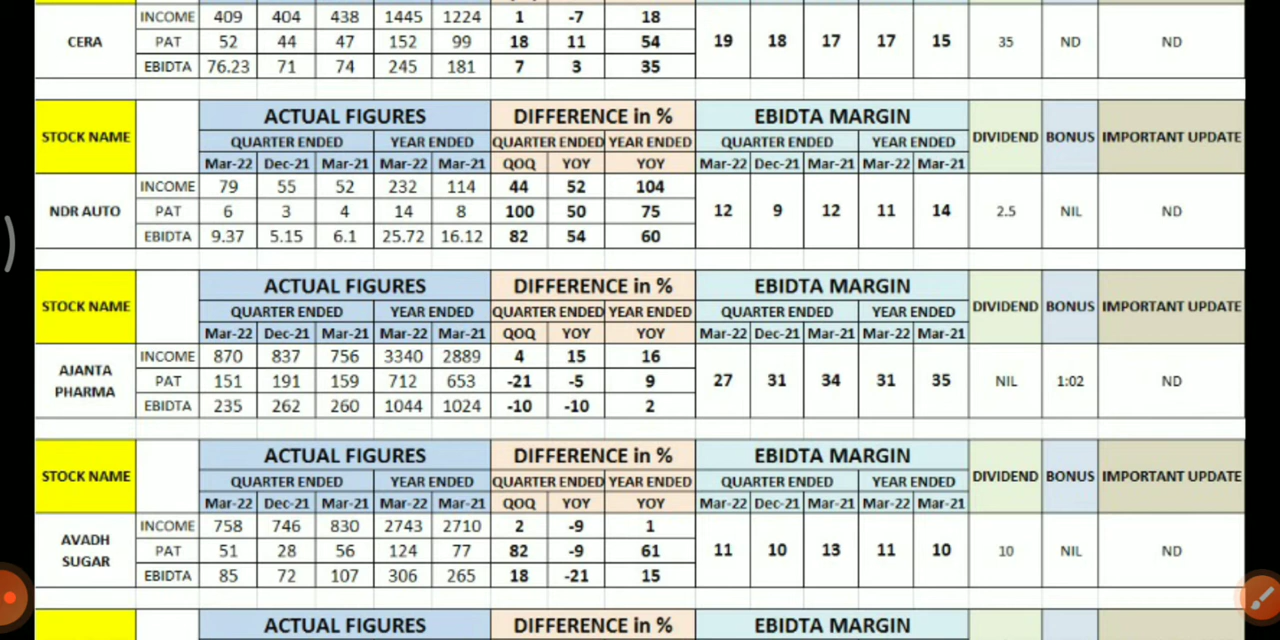 INCOME 409 404 438 1445 1224 1 -7 18
CERA PAT 52 44 47 152 99 18 11 54 19 18 17 17 15 35 ND ND
EBIDTA 76.23 71 74 245 181 7 3 35
STOCK NAME ACTUAL FIGURES DIFFERENCE in % EBIDTA MARGIN DIVIDEND BONUS IMPORTANT UPDATE
QUARTER ENDED YEAR ENDED QUARTER ENDED YEAR ENDED QUARTER ENDED YEAR ENDED
Mar-22 Dec-21 Mar-21 Mar-22 Mar-21 QOQ YOY YOY Mar-22 Dec-21 Mar-21 Mar-22 Mar-21
INCOME 79 55 52 232 114 44 52 104
NDR AUTO PAT 6 3 4 14 8 100 50 75 12 9 12 11 14 2.5 NIL ND
EBIDTA 9.37 5.15 6.1 25.72 16.12 82 54 60
STOCK NAME ACTUAL FIGURES DIFFERENCE in % EBIDTA MARGIN DIVIDEND BONUS IMPORTANT UPDATE
QUARTER ENDED YEAR ENDED QUARTER ENDED YEAR ENDED QUARTER ENDED YEAR ENDED
Mar-22 Dec-21 Mar-21 Mar-22 Mar-21 QOQ YOY YOY Mar-22 Dec-21 Mar-21 Mar-22 Mar-21
INCOME 870 837 756 3340 2889 4 15 16
AJANTA PHARMA PAT 151 191 159 712 653 -21 -5 9 27 31 34 31 35 NIL 1:02 ND
EBIDTA 235 262 260 1044 1024 -10 -10 2
STOCK NAME ACTUAL FIGURES DIFFERENCE in % EBIDTA MARGIN DIVIDEND BONUS IMPORTANT UPDATE
QUARTER ENDED YEAR ENDED QUARTER ENDED YEAR ENDED QUARTER ENDED YEAR ENDED
Mar-22 Dec-21 Mar-21 Mar-22 Mar-21 QOQ YOY YOY Mar-22 Dec-21 Mar-21 Mar-22 Mar-21
INCOME 758 746 830 2743 2710 2 -9 1
AVADH SUGAR PAT 51 28 56 124 77 82 -9 61 11 10 13 11 10 10 NIL ND
EBIDTA 85 72 107 306 265 18 -21 15
ACTUAL FIGURES DIFFERENCE in % EBIDTA MARGIN